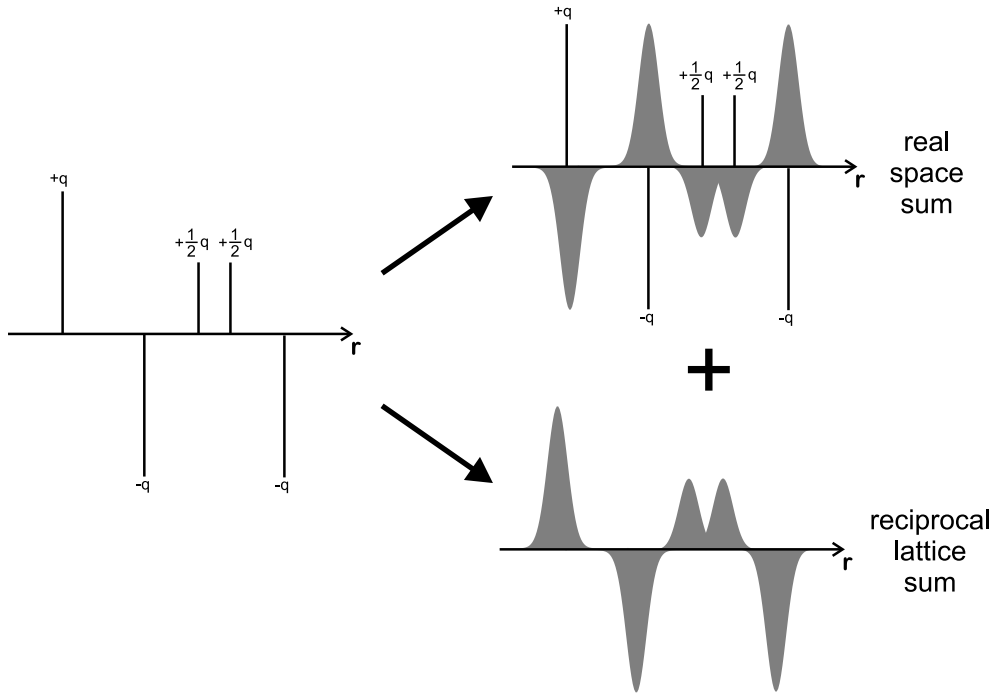 +q
+1/2q +1/2q
r
-q
-q
+q
+1/2q +1/2q
r
-q
-q
real
space
sum
+
r
reciprocal
lattice
sum